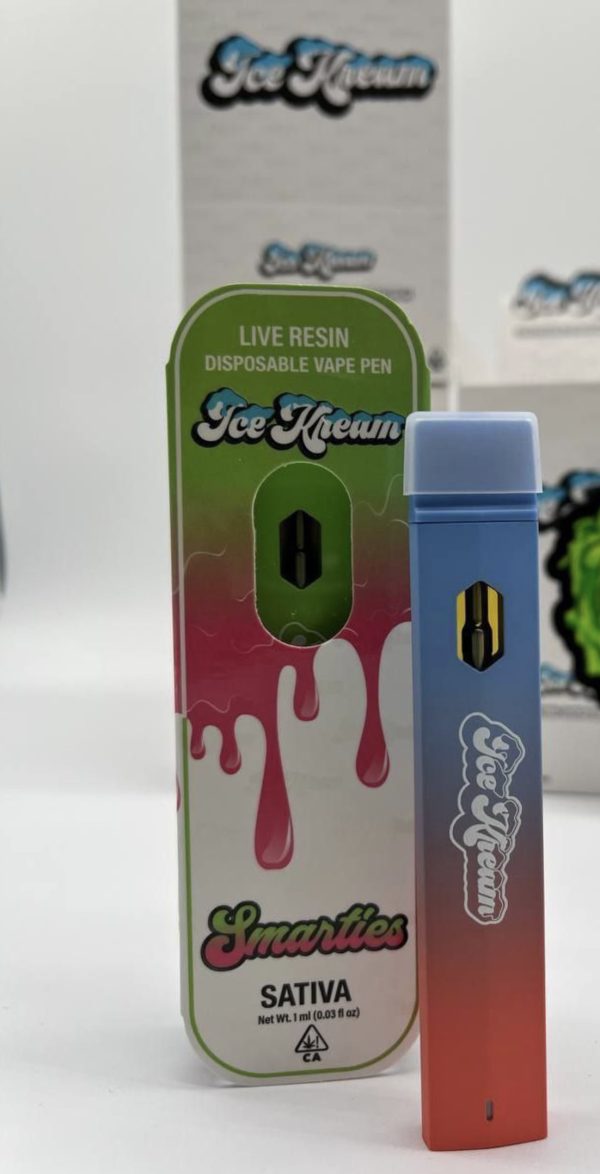 Ice Kream
Ice Kream
LIVE RESIN
DISPOSABLE VAPE PEN
Ice Kream
Ice Kream
Smarties
SATIVA
Net Wt. 1 ml (0.03 fl oz)
CA